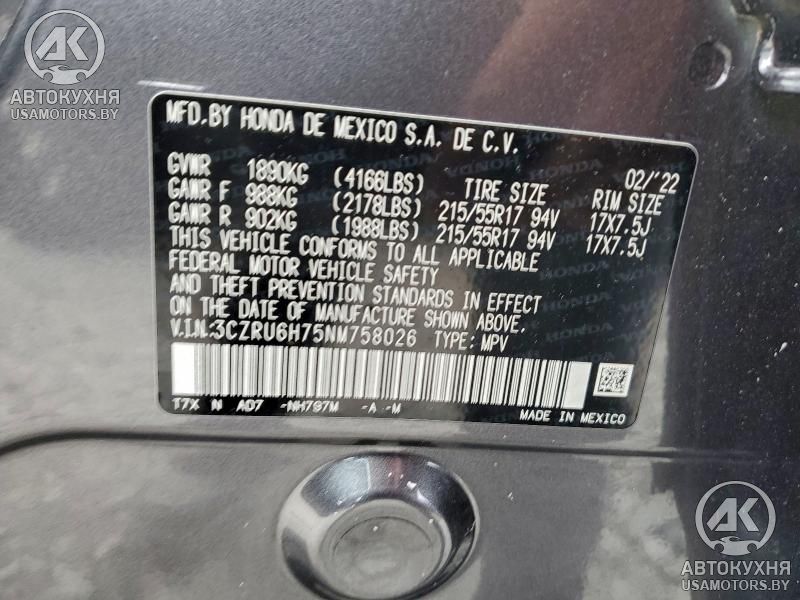 AK
АВТОКУХНЯ
USAMOTORS.BY
MFD.BY HONDA DE MEXICO S.A. DE C.V.
02/'22
GVWR 1890KG (4166LBS) TIRE SIZE RIM SIZE
GAWR F 988KG (2178LBS) 215/55R17 94V 17X7.5J
GAWR R 902KG (1988LBS) 215/55R17 94V 17X7.5J
THIS VEHICLE CONFORMS TO ALL APPLICABLE
FEDERAL MOTOR VEHICLE SAFETY
AND THEFT PREVENTION STANDARDS IN EFFECT
ON THE DATE OF MANUFACTURE SHOWN ABOVE.
V.I.N:3CZRU6H75NM758026 TYPE: MPV
T7X N AD7 -NH797M -A -M
MADE IN MEXICO
AK
АВТОКУХНЯ
USAMOTORS.BY